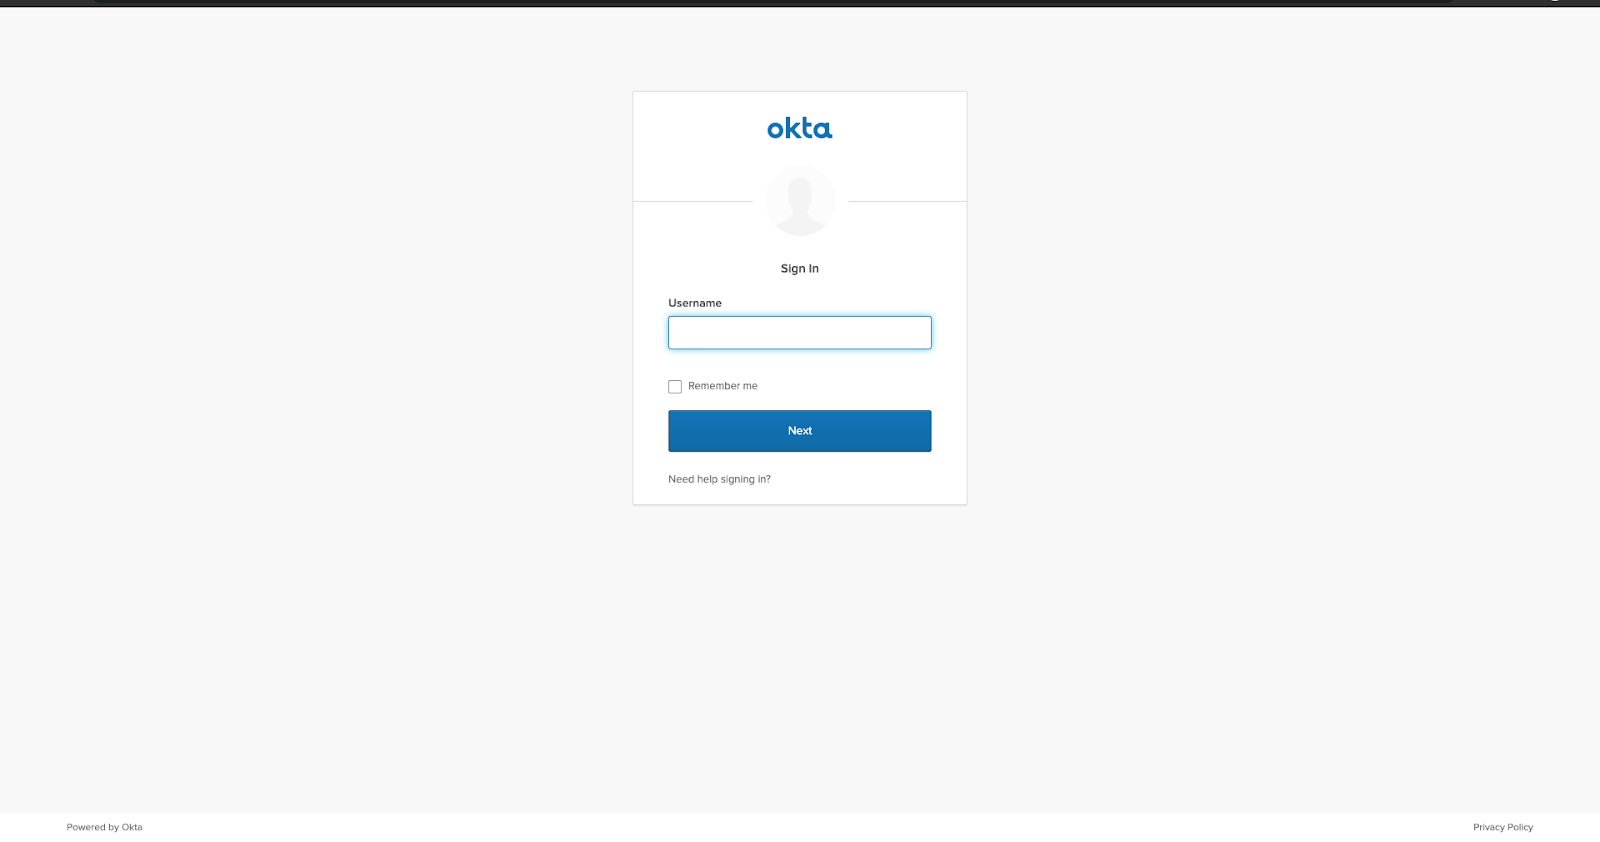 okta
Sign In
Username
Remember me
Next
Need help signing in?
Powered by Okta
Privacy Policy